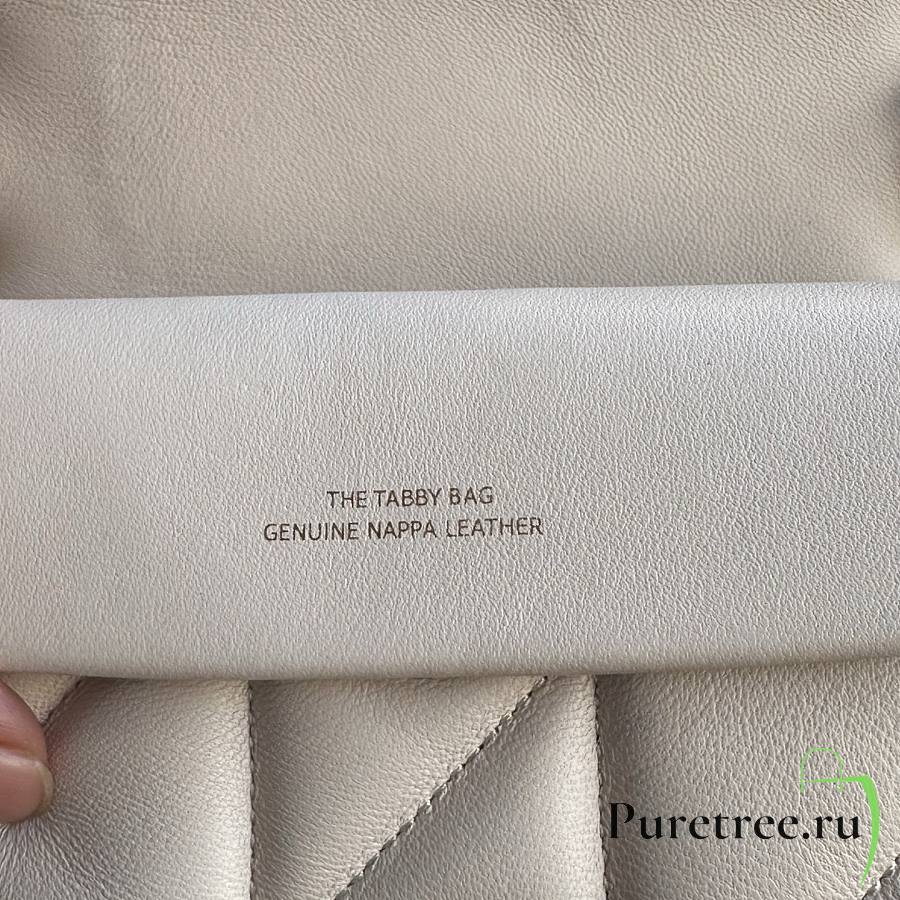 THE TABBY BAG
GENUINE NAPPA LEATHER
Puretree.ru